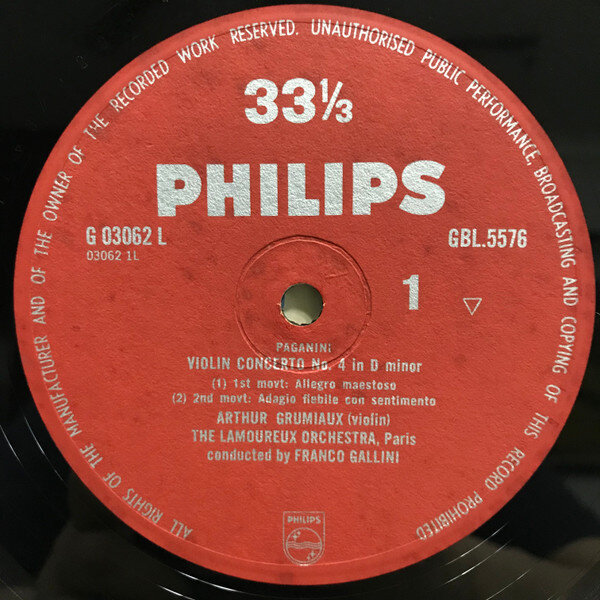 ALL RIGHTS OF THE MANUFACTURER AND OF THE OWNER OF THE RECORDED WORK RESERVED. UNAUTHORISED PUBLIC PERFORMANCE, BROADCASTING AND COPYING OF THIS RECORD PROHIBITED
33⅓
PHILIPS
G 03062 L
GBL.5576
03062 1L
1
PAGANINI
VIOLIN CONCERTO No. 4 in D minor
(1) 1st movt: Allegro maestoso
(2) 2nd movt: Adagio flebile con sentimento
ARTHUR GRUMIAUX (violin)
THE LAMOUREUX ORCHESTRA, Paris
conducted by FRANCO GALLINI
PHILIPS